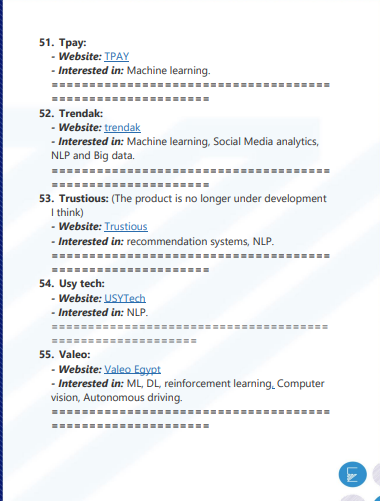 51. Tpay:
- Website: TPAY
- Interested in: Machine learning.
=====================================
=====================
52. Trendak:
- Website: trendak
- Interested in: Machine learning, Social Media analytics,
NLP and Big data.
=====================================
=====================
53. Trustious: (The product is no longer under development
I think)
- Website: Trustious
- Interested in: recommendation systems, NLP.
=====================================
=====================
54. Usy tech:
- Website: USYTech
- Interested in: NLP.
=====================================
====================
55. Valeo:
- Website: Valeo Egypt
- Interested in: ML, DL, reinforcement learning, Computer
vision, Autonomous driving.
=====================================
=====================